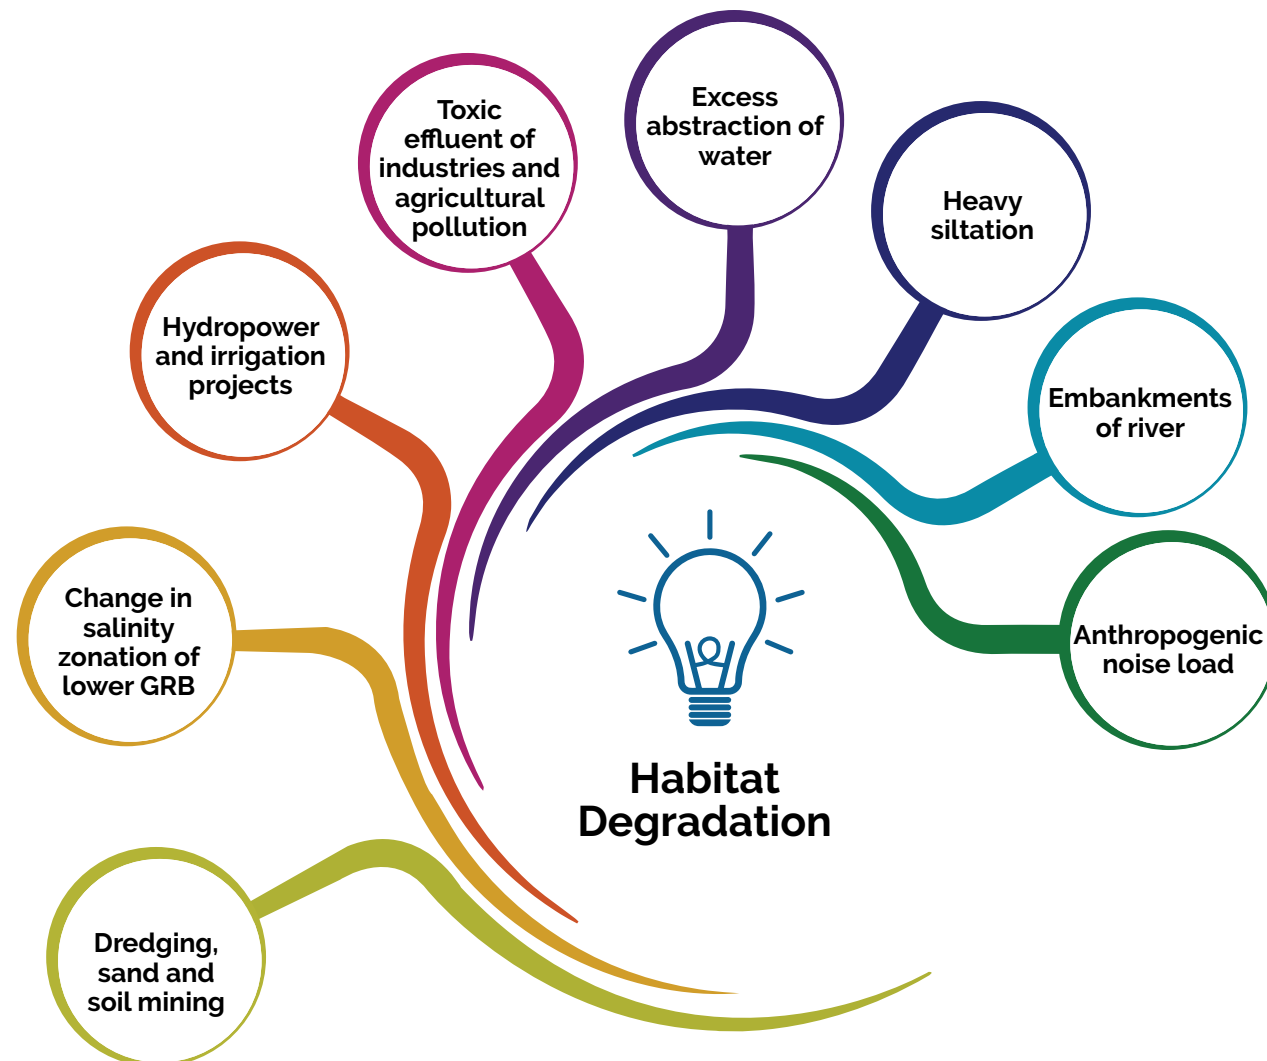 Toxic
effluent of
industries and
agricultural
pollution
Excess
abstraction of
water
Heavy
siltation
Hydropower
and irrigation
projects
Embankments
of river
Change in
salinity
zonation of
lower GRB
Anthropogenic
noise load
Habitat
Degradation
Dredging,
sand and
soil mining